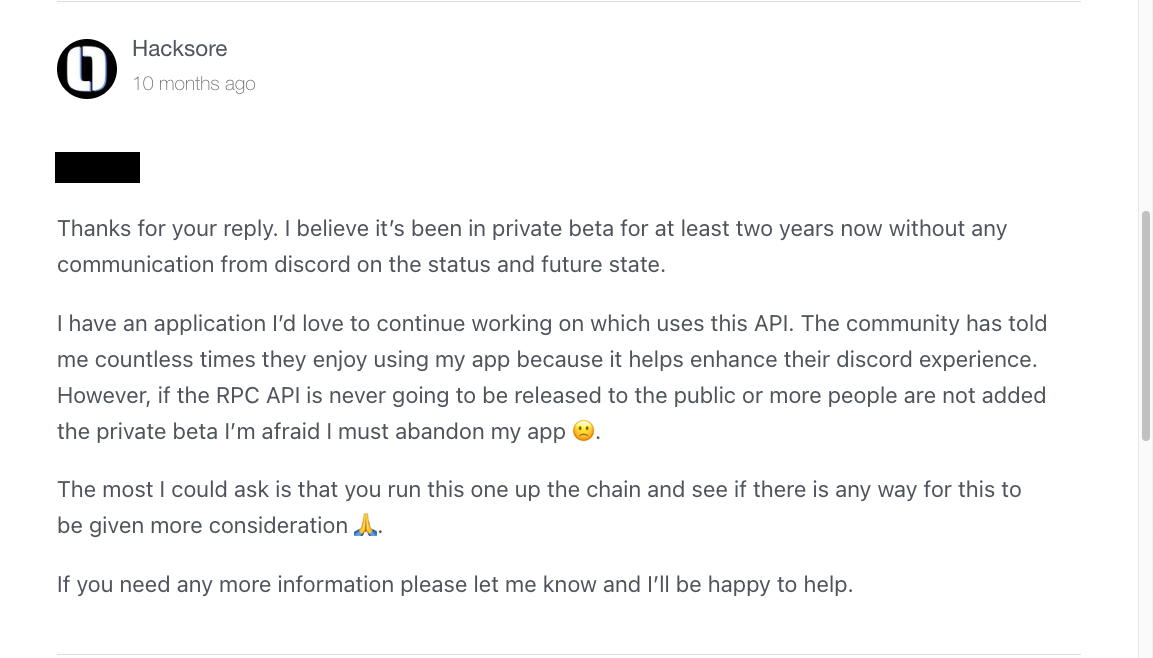 Hacksore
10 months ago
Thanks for your reply. I believe it’s been in private beta for at least two years now without any
communication from discord on the status and future state.
I have an application I’d love to continue working on which uses this API. The community has told
me countless times they enjoy using my app because it helps enhance their discord experience.
However, if the RPC API is never going to be released to the public or more people are not added
the private beta I’m afraid I must abandon my app 🙁.
The most I could ask is that you run this one up the chain and see if there is any way for this to
be given more consideration 🙏.
If you need any more information please let me know and I’ll be happy to help.